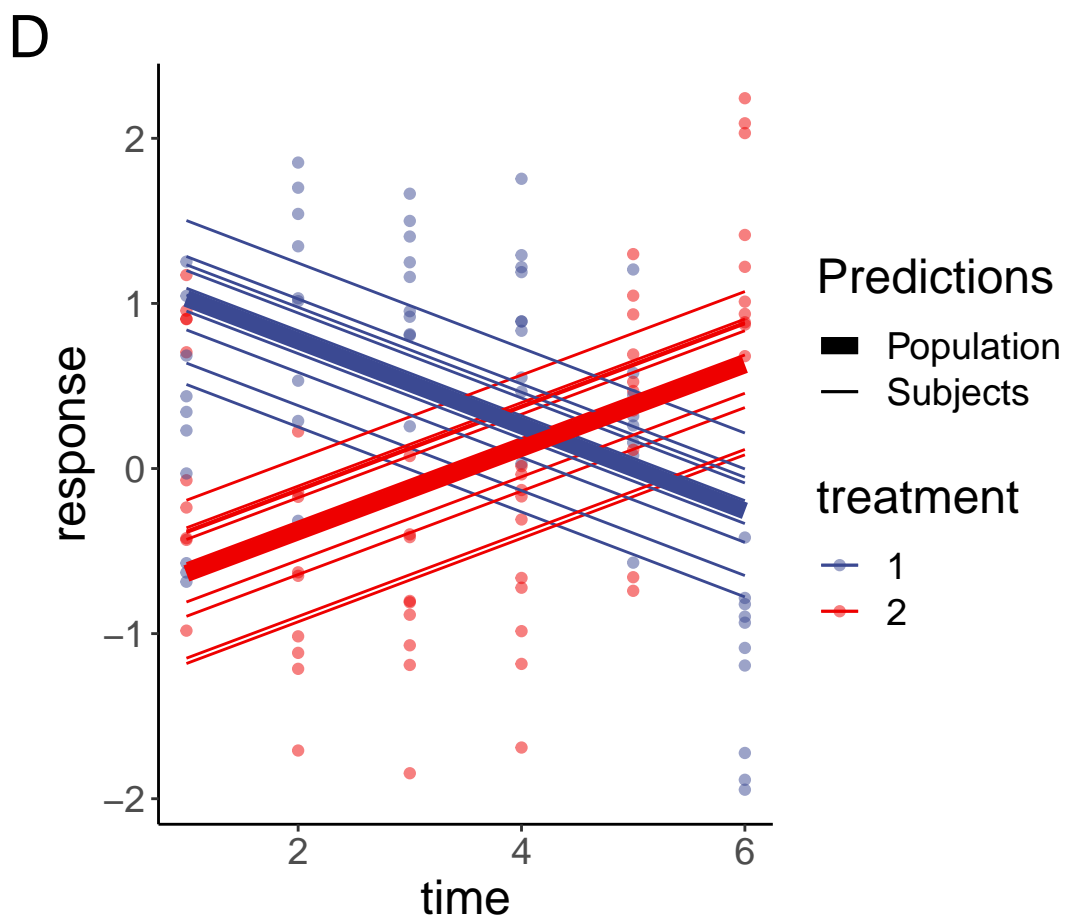 D
2
1
0
−1
−2
response
2
4
6
time
Predictions
Population
Subjects
treatment
1
2